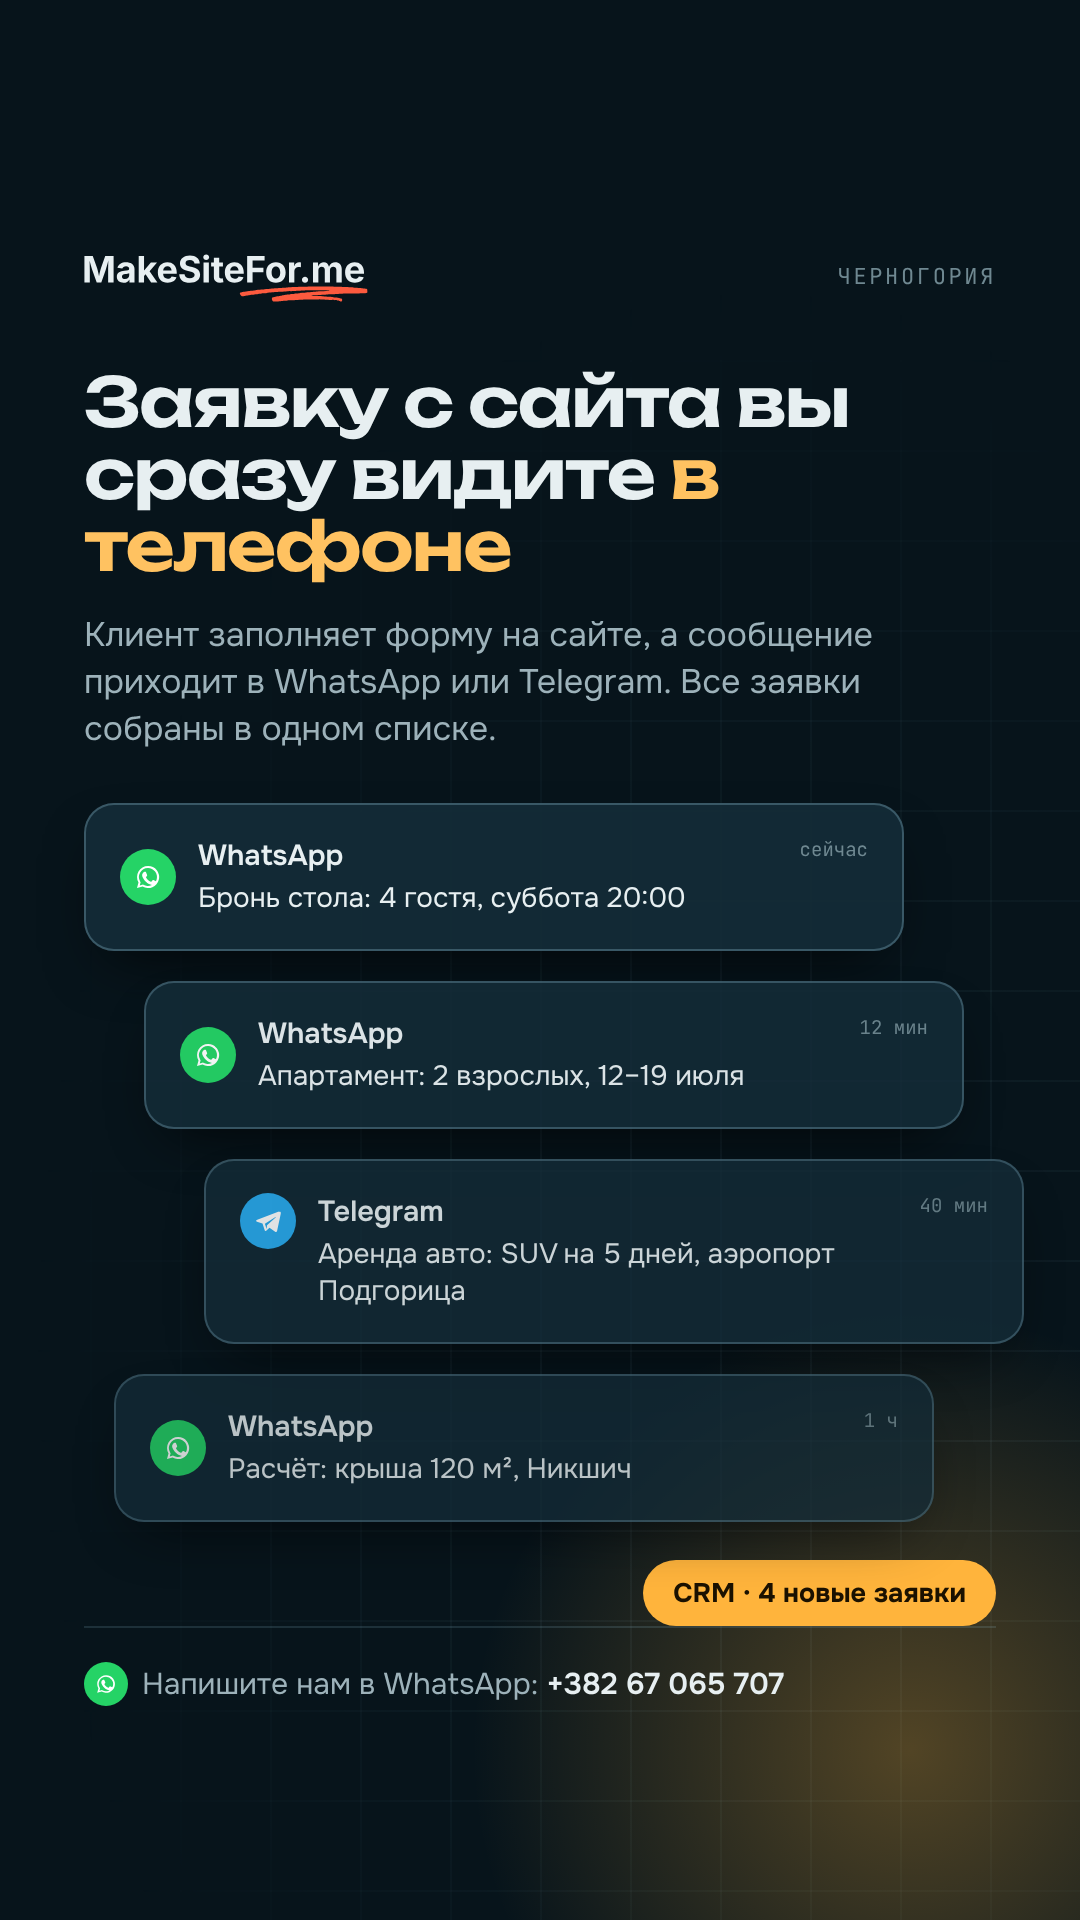 MakeSiteFor.me
ЧЕРНОГОРИЯ
Заявку с сайта вы
сразу видите в
телефоне
Клиент заполняет форму на сайте, а сообщение
приходит в WhatsApp или Telegram. Все заявки
собраны в одном списке.
WhatsApp
сейчас
Бронь стола: 4 гостя, суббота 20:00
WhatsApp
12 мин
Апартамент: 2 взрослых, 12–19 июля
Telegram
40 мин
Аренда авто: SUV на 5 дней, аэропорт
Подгорица
WhatsApp
1 ч
Расчёт: крыша 120 м², Никшич
CRM · 4 новые заявки
Напишите нам в WhatsApp: +382 67 065 707